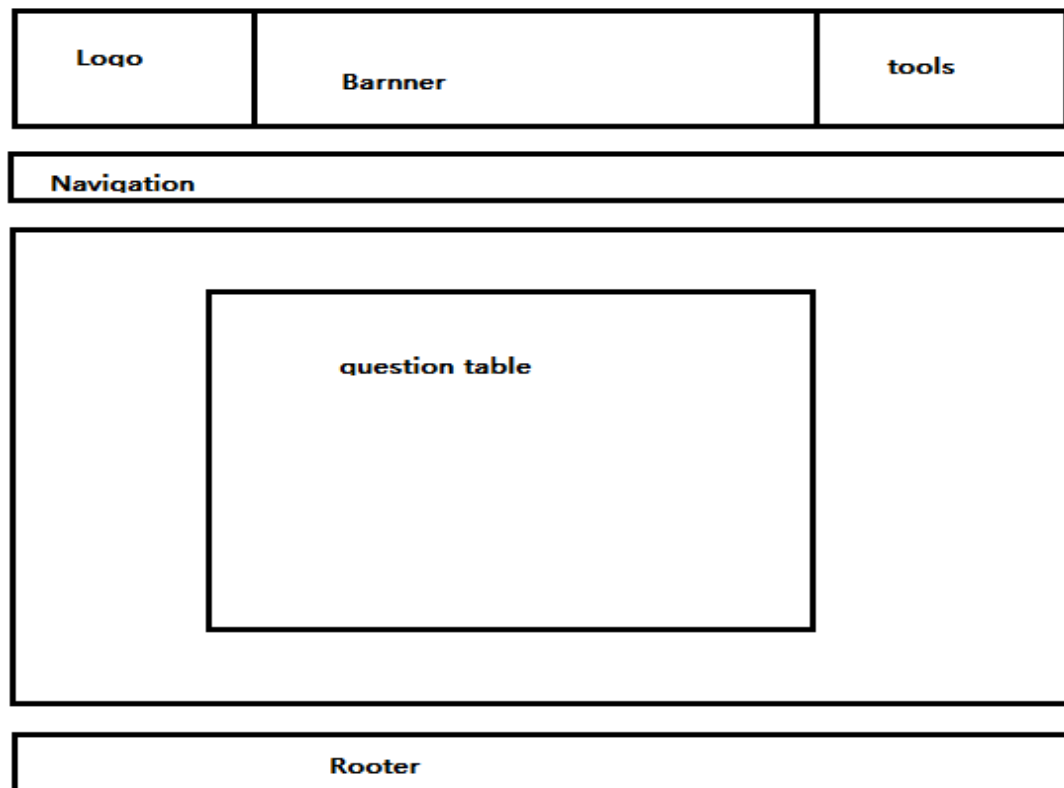 Logo
Barnner
tools
Navigation
question table
Rooter